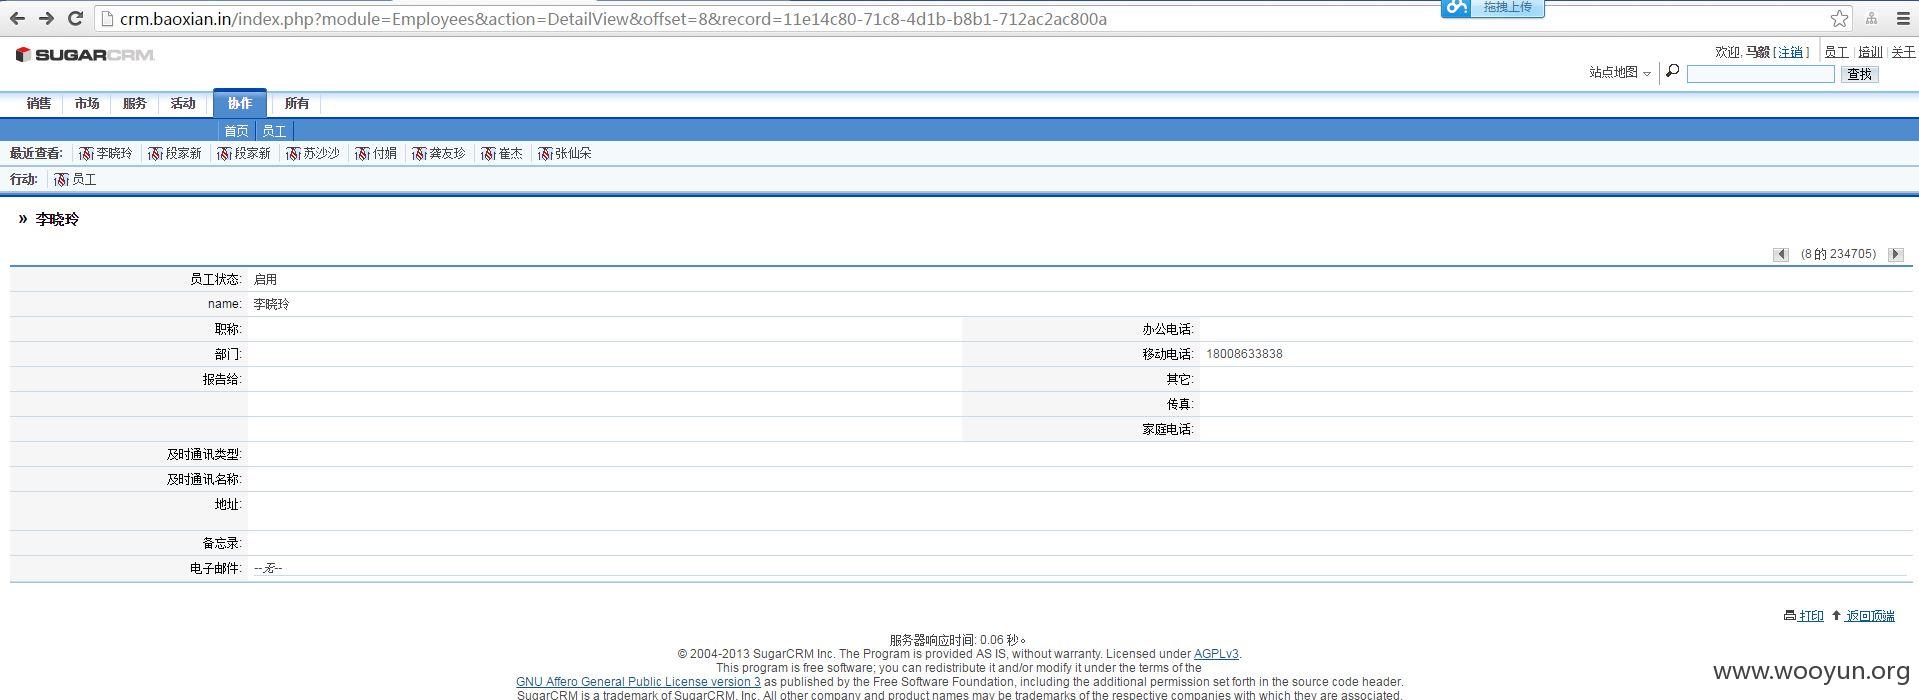 crm.baoxian.in/index.php?module=Employees&action=DetailView&offset=8&record=11e14c80-71c8-4d1b-b8b1-712ac2ac800a
拖拽上传
SUGARCRM
欢迎, 马毅 [ 注销 ] 员工 | 培训 | 关于
站点地图 查找
销售 市场 服务 活动 协作 所有
首页 员工
最近查看: 李晓玲 段家新 段家新 苏沙沙 付娟 龚友珍 崔杰 张仙朵
行动: 员工
» 李晓玲
(8 的 234705)
员工状态: 启用
name: 李晓玲
职称: 办公电话:
部门: 移动电话: 18008633838
报告给: 其它:
传真:
家庭电话:
及时通讯类型:
及时通讯名称:
地址:
备忘录:
电子邮件: --无--
打印 返回顶端
服务器响应时间: 0.06 秒。
© 2004-2013 SugarCRM Inc. The Program is provided AS IS, without warranty. Licensed under AGPLv3.
This program is free software; you can redistribute it and/or modify it under the terms of the
GNU Affero General Public License version 3 as published by the Free Software Foundation, including the additional permission set forth in the source code header.
SugarCRM is a trademark of SugarCRM, Inc. All other company and product names may be trademarks of the respective companies with which they are associated.
www.wooyun.org